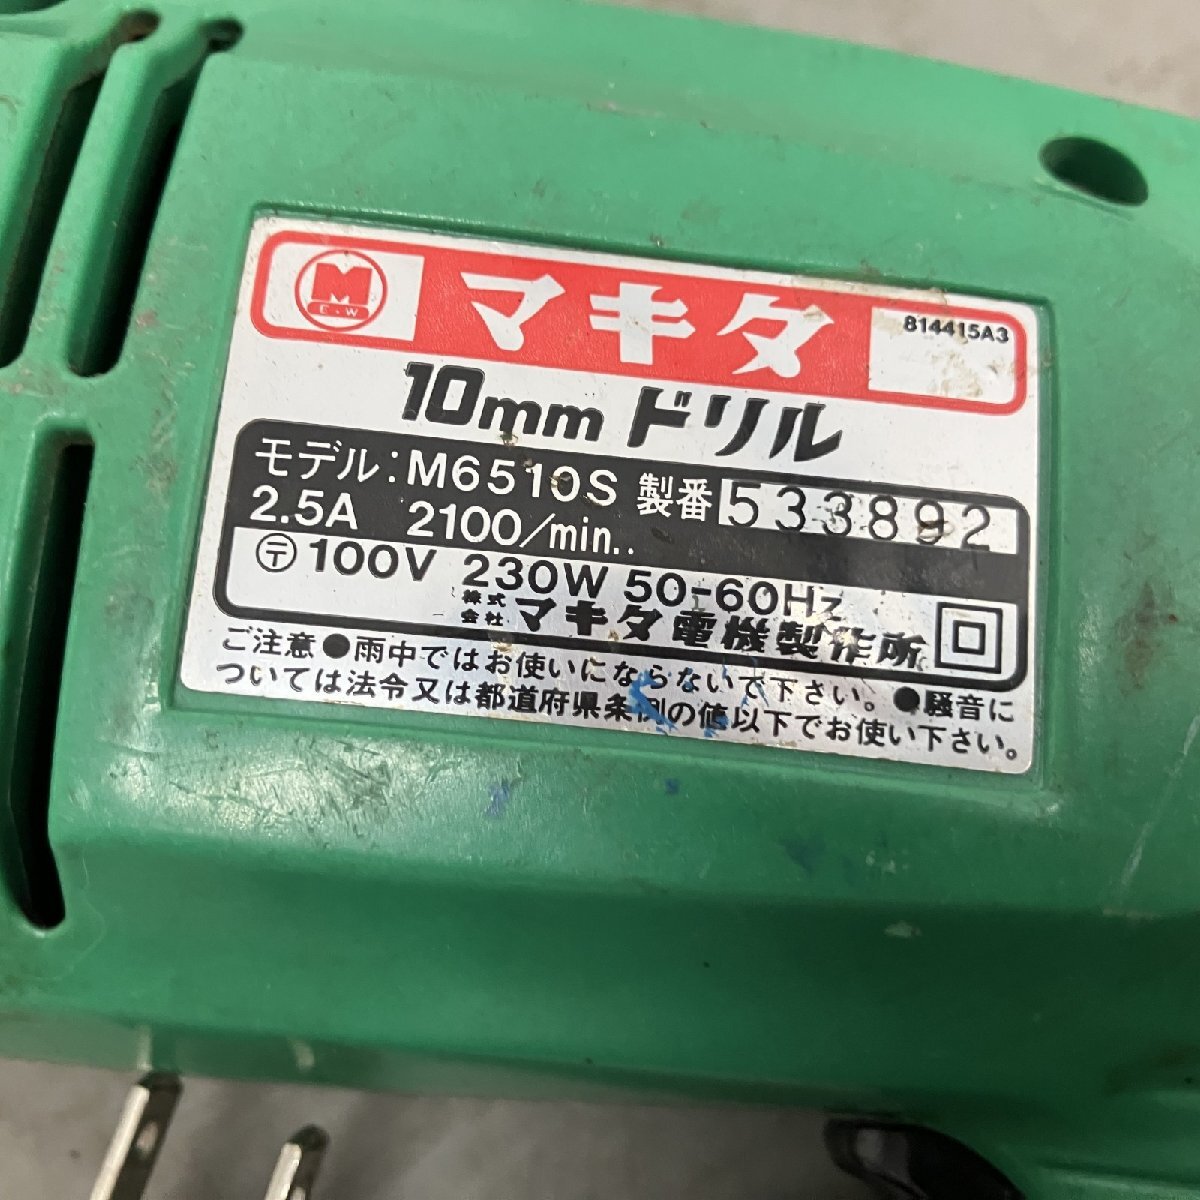 M
M
E.W
マキタ
814415A3
10mm ドリル
モデル:M6510S 製番 533892
2.5A 2100/min..
〒 100V 230W 50-60Hz
株式会社 マキタ電機製作所
ご注意●雨中ではお使いにならないで下さい。●騒音に
ついては法令又は都道府県条例の値以下でお使い下さい。